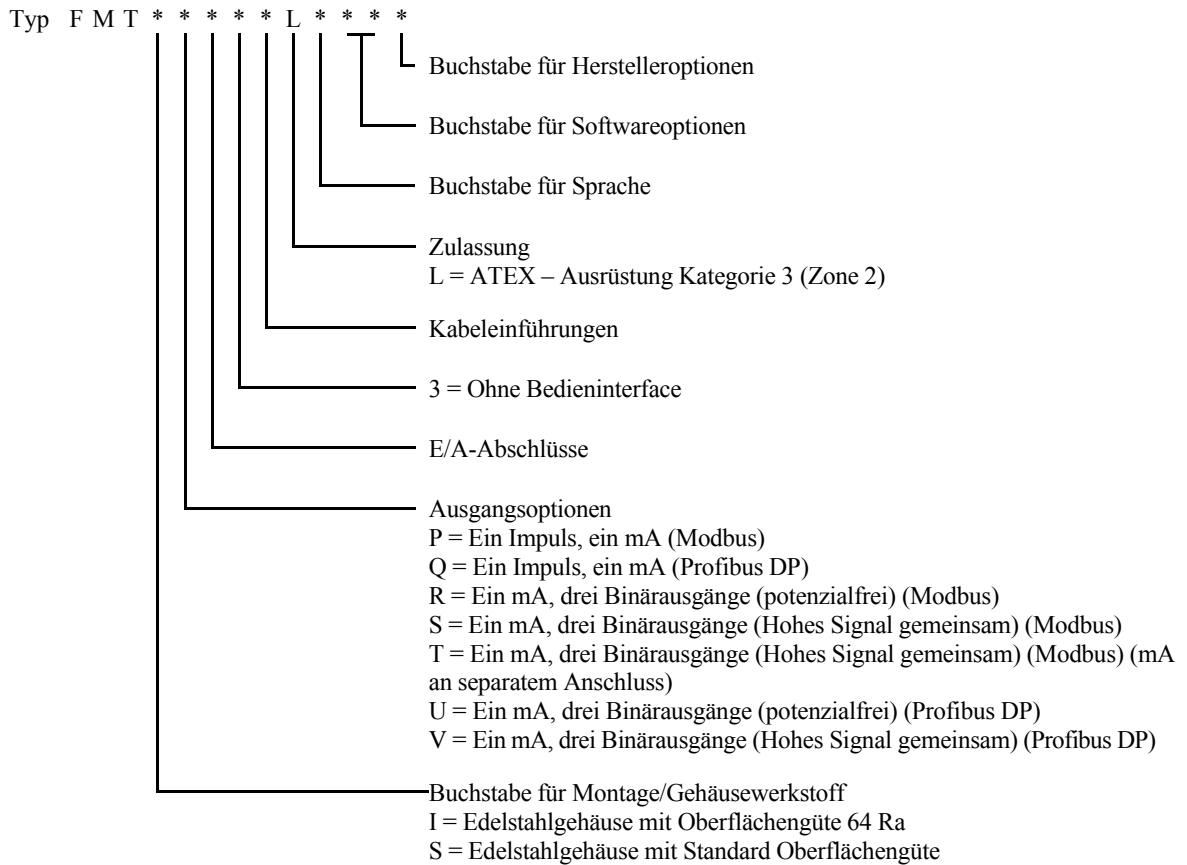 Typ F M T * * * * * L * * * *
Buchstabe für Herstelleroptionen
Buchstabe für Softwareoptionen
Buchstabe für Sprache
Zulassung
L = ATEX – Ausrüstung Kategorie 3 (Zone 2)
Kabeleinführungen
3 = Ohne Bedieninterface
E/A-Abschlüsse
Ausgangsoptionen
P = Ein Impuls, ein mA (Modbus)
Q = Ein Impuls, ein mA (Profibus DP)
R = Ein mA, drei Binärausgänge (potenzialfrei) (Modbus)
S = Ein mA, drei Binärausgänge (Hohes Signal gemeinsam) (Modbus)
T = Ein mA, drei Binärausgänge (Hohes Signal gemeinsam) (Modbus) (mA
an separatem Anschluss)
U = Ein mA, drei Binärausgänge (potenzialfrei) (Profibus DP)
V = Ein mA, drei Binärausgänge (Hohes Signal gemeinsam) (Profibus DP)
Buchstabe für Montage/Gehäusewerkstoff
I = Edelstahlgehäuse mit Oberflächengüte 64 Ra
S = Edelstahlgehäuse mit Standard Oberflächengüte